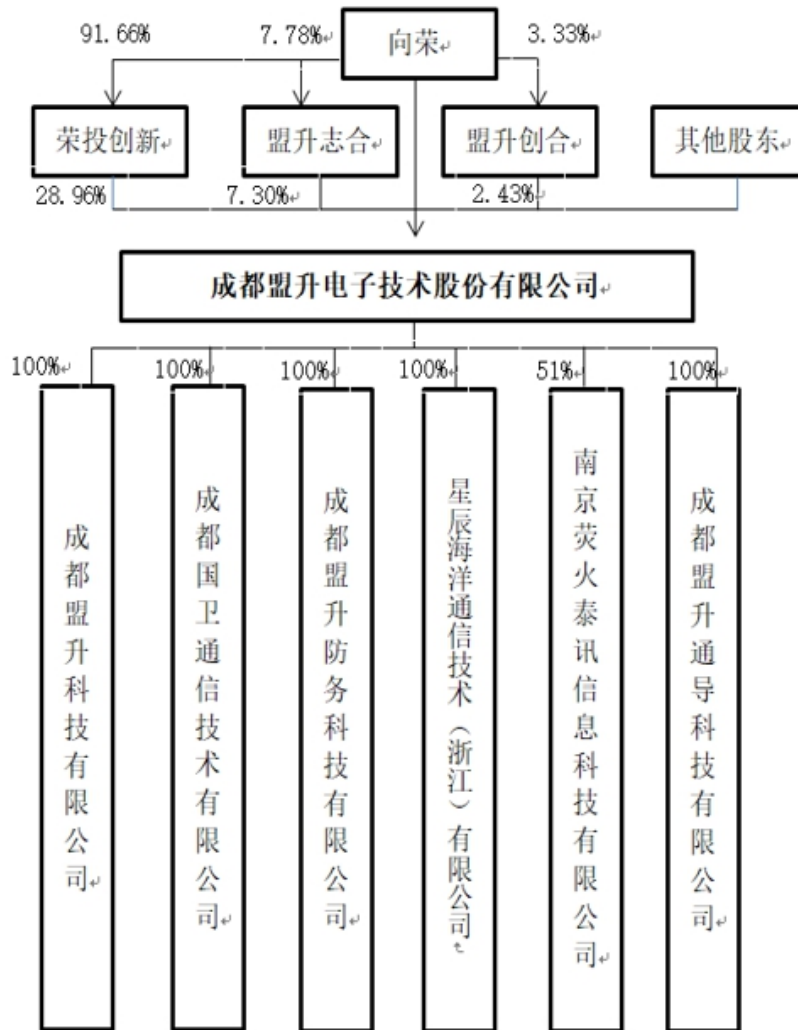 91.66%
7.78%
向荣
3.33%
荣投创新
盟升志合
盟升创合
其他股东
28.96%
7.30%
2.43%
成都盟升电子技术股份有限公司
100%
100%
100%
100%
51%
100%
成都盟升科技有限公司
成都国卫通信技术有限公司
成都盟升防务科技有限公司
星辰海洋通信技术（浙江）有限公司
南京荧火泰讯信息科技有限公司
成都盟升通导科技有限公司